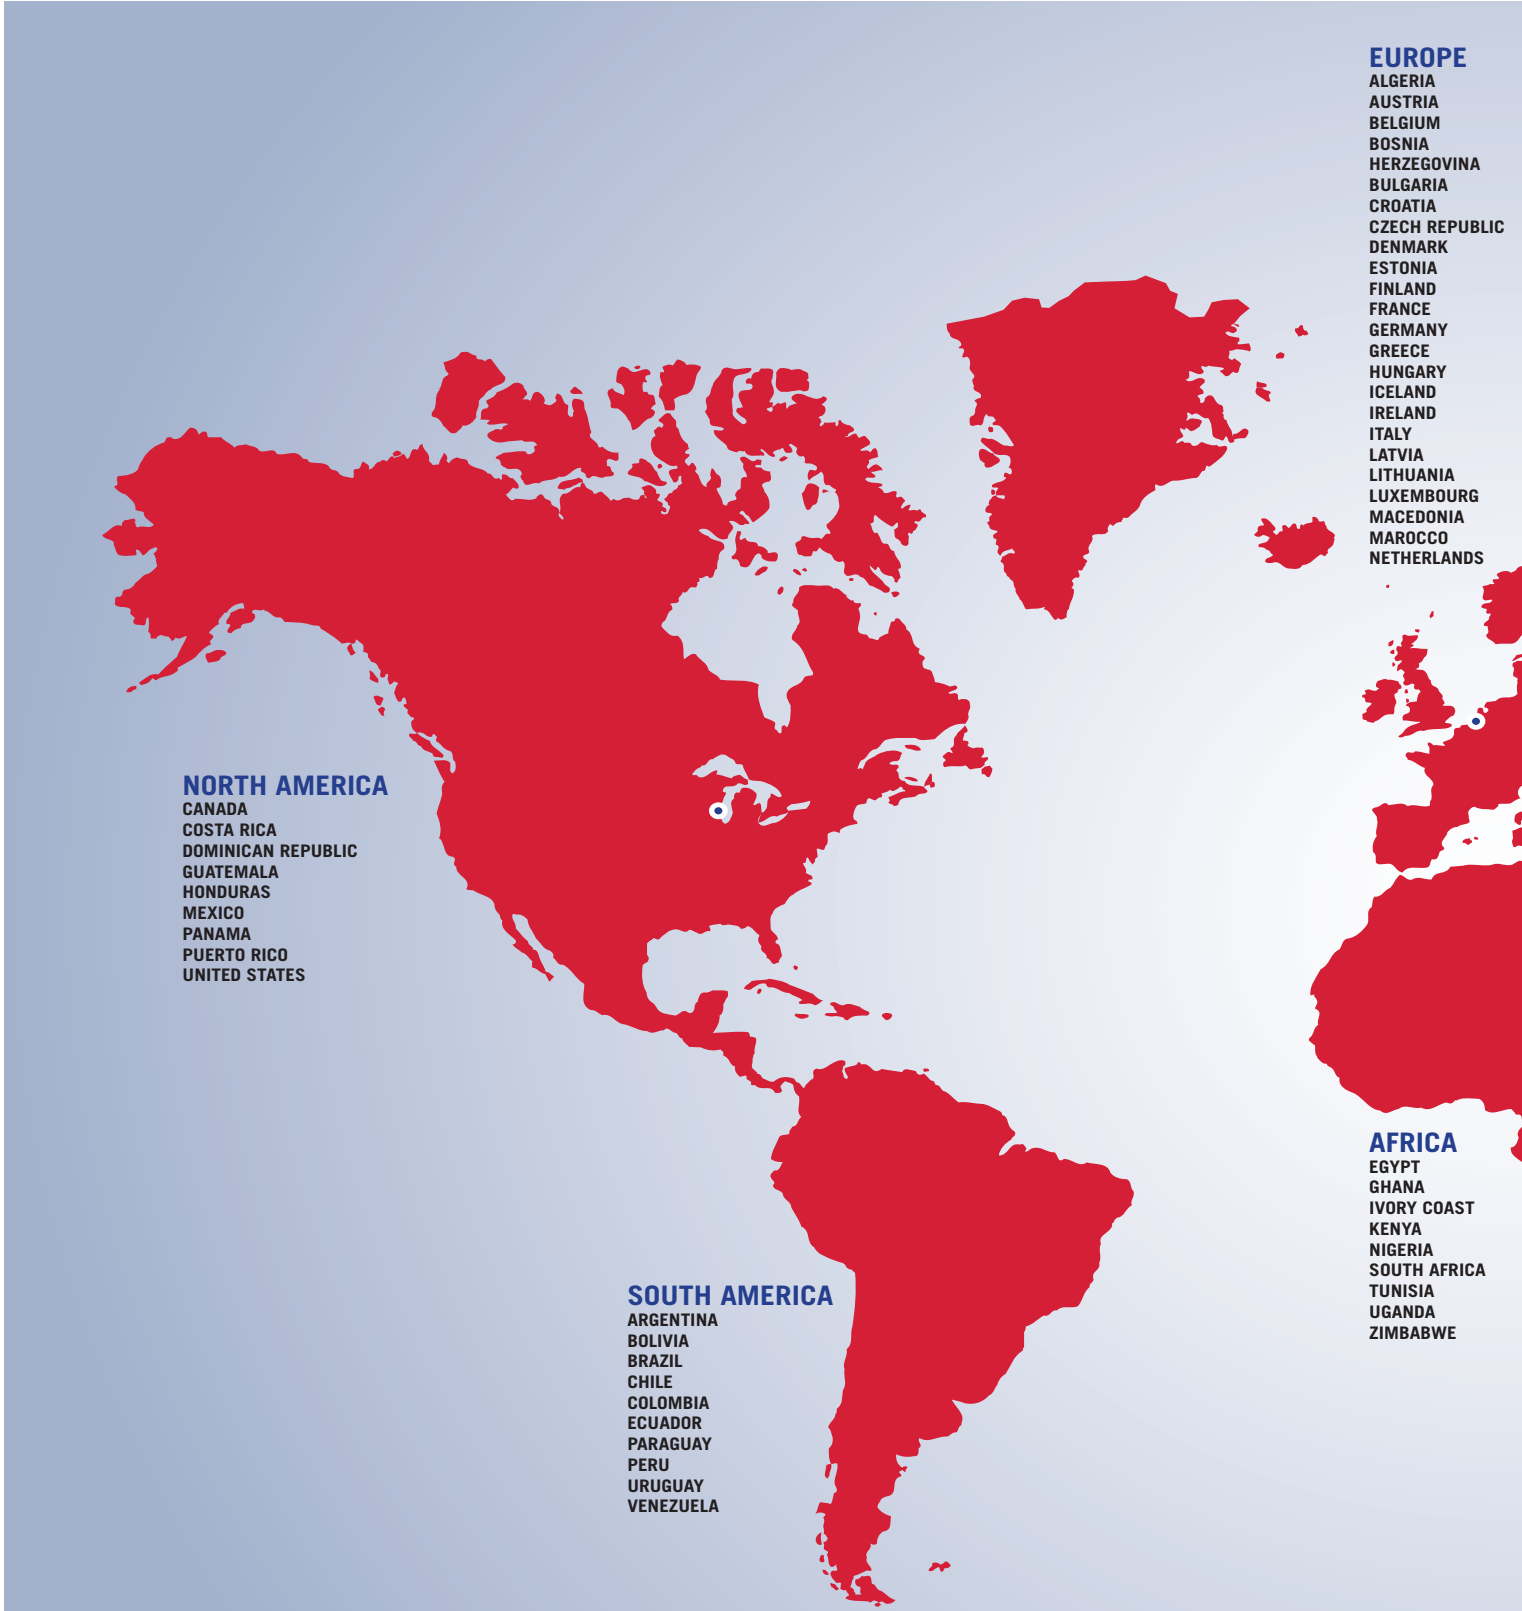 EUROPE
ALGERIA
AUSTRIA
BELGIUM
BOSNIA
HERZEGOVINA
BULGARIA
CROATIA
CZECH REPUBLIC
DENMARK
ESTONIA
FINLAND
FRANCE
GERMANY
GREECE
HUNGARY
ICELAND
IRELAND
ITALY
LATVIA
LITHUANIA
LUXEMBOURG
MACEDONIA
MAROCCO
NETHERLANDS
NORTH AMERICA
CANADA
COSTA RICA
DOMINICAN REPUBLIC
GUATEMALA
HONDURAS
MEXICO
PANAMA
PUERTO RICO
UNITED STATES
AFRICA
EGYPT
GHANA
IVORY COAST
KENYA
NIGERIA
SOUTH AFRICA
TUNISIA
UGANDA
ZIMBABWE
SOUTH AMERICA
ARGENTINA
BOLIVIA
BRAZIL
CHILE
COLOMBIA
ECUADOR
PARAGUAY
PERU
URUGUAY
VENEZUELA